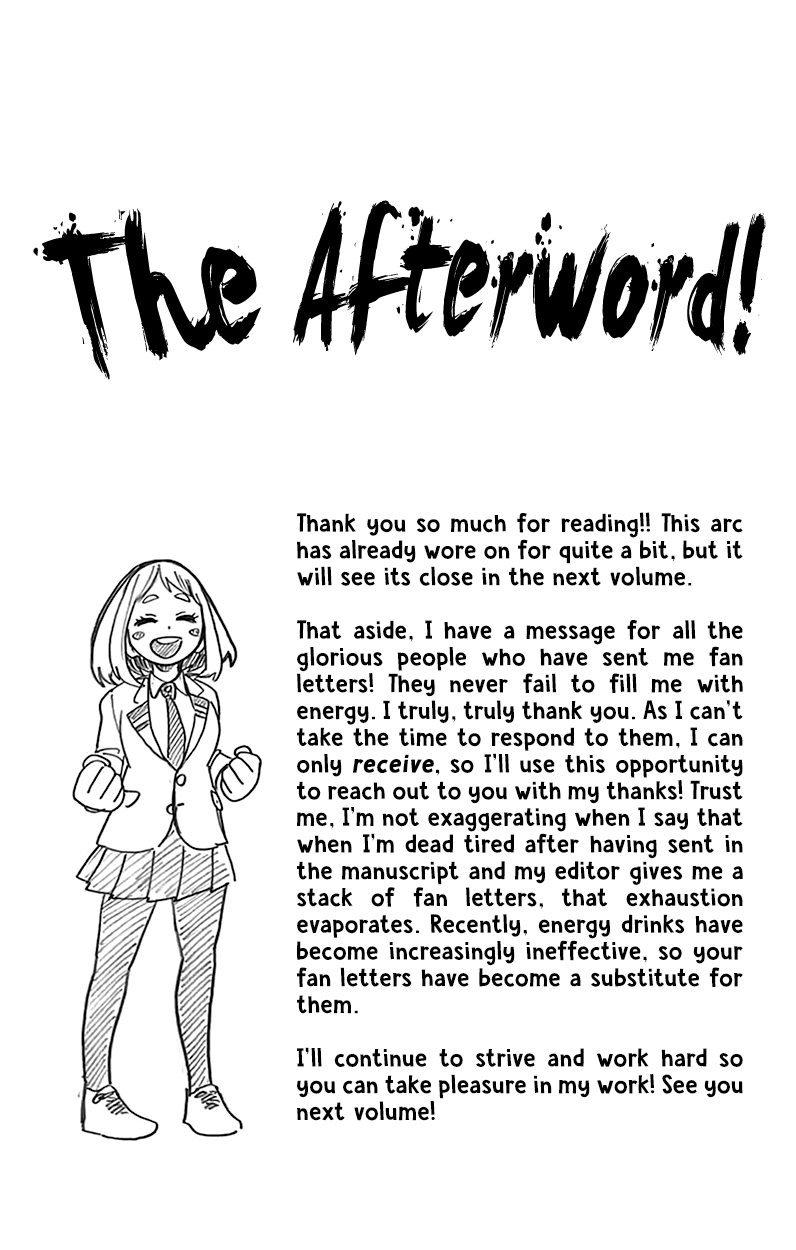 The Afterword!
Thank you so much for reading!! This arc
has already wore on for quite a bit, but it
will see its close in the next volume.
That aside, I have a message for all the
glorious people who have sent me fan
letters! They never fail to fill me with
energy. I truly, truly thank you. As I can't
take the time to respond to them, I can
only receive, so I'll use this opportunity
to reach out to you with my thanks! Trust
me, I'm not exaggerating when I say that
when I'm dead tired after having sent in
the manuscript and my editor gives me a
stack of fan letters, that exhaustion
evaporates. Recently, energy drinks have
become increasingly ineffective, so your
fan letters have become a substitute for
them.
I'll continue to strive and work hard so
you can take pleasure in my work! See you
next volume!